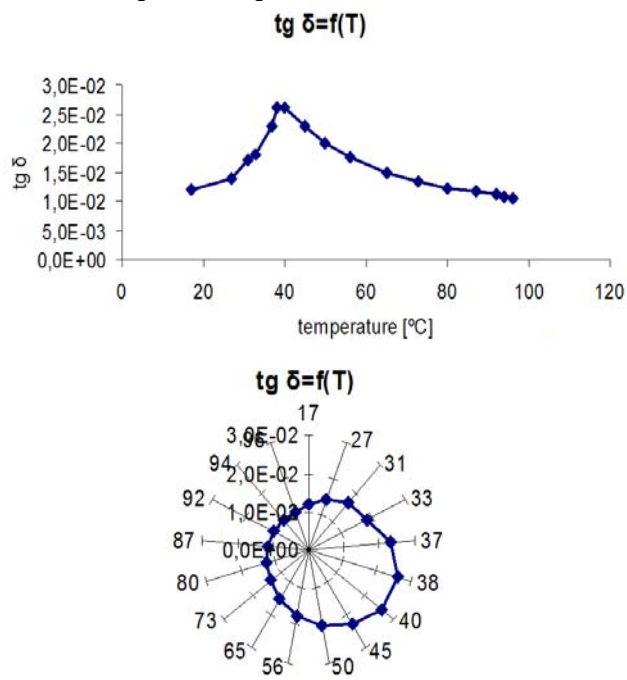 tg δ=f(T)
3,0E-02
2,5E-02
2,0E-02
1,5E-02
1,0E-02
5,0E-03
0,0E+00
tg δ
0 20 40 60 80 100 120
temperature [ºC]
tg δ=f(T)
17
3,0E-02
96
27
94
2,0E-02
31
92
33
1,0E-02
87
37
0,0E+00
80
38
73
40
65
45
56
50